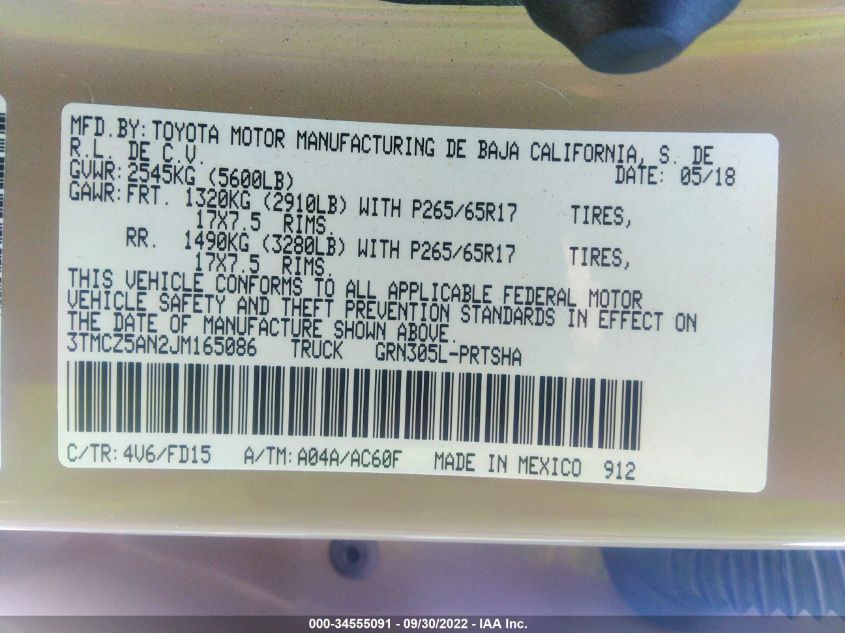 MFD.BY: TOYOTA MOTOR MANUFACTURING DE BAJA CALIFORNIA, S. DE
R.L. DE C.V. DATE: 05/18
GVWR: 2545KG (5600LB)
GAWR: FRT. 1320KG (2910LB) WITH P265/65R17 TIRES,
17X7.5 RIMS.
RR. 1490KG (3280LB) WITH P265/65R17 TIRES,
17X7.5 RIMS.
THIS VEHICLE CONFORMS TO ALL APPLICABLE FEDERAL MOTOR
VEHICLE SAFETY AND THEFT PREVENTION STANDARDS IN EFFECT ON
THE DATE OF MANUFACTURE SHOWN ABOVE.
3TMCZ5AN2JM165086 TRUCK GRN305L-PRTSHA
C/TR: 4V6/FD15 A/TM: A04A/AC60F MADE IN MEXICO 912
000-34555091 - 09/30/2022 - IAA Inc.